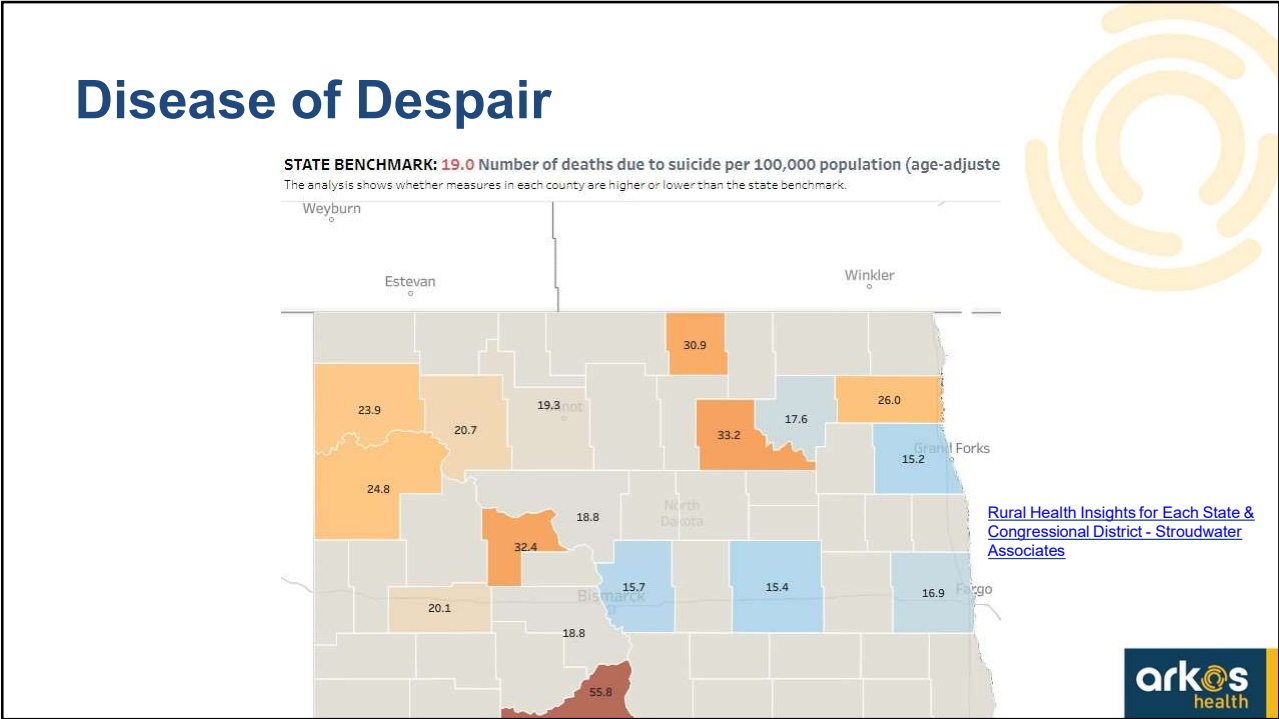 Disease of Despair
STATE BENCHMARK: 19.0 Number of deaths due to suicide per 100,000 population (age-adjuste
The analysis shows whether measures in each county are higher or lower than the state benchmark.
Weyburn
Estevan
Winkler
30.9
23.9
20.7
19.3
Minot
33.2
17.6
26.0
Grand Forks
15.2
24.8
18.8
North
Dakota
32.4
Rural Health Insights for Each State &
Congressional District - Stroudwater
Associates
15.7
Bismarck
15.4
16.9
Fargo
20.1
18.8
55.8
arkos
health